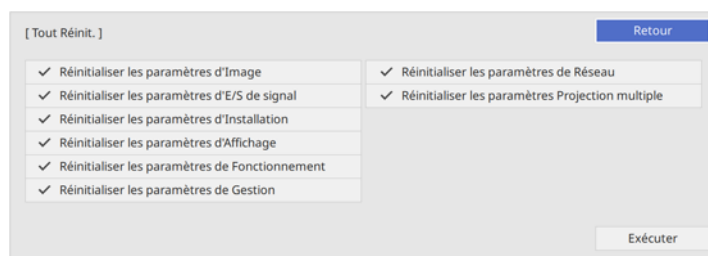 [ Tout Réinit. ]
Retour
Réinitialiser les paramètres d'Image
Réinitialiser les paramètres d'E/S de signal
Réinitialiser les paramètres d'Installation
Réinitialiser les paramètres d'Affichage
Réinitialiser les paramètres de Fonctionnement
Réinitialiser les paramètres de Gestion
Réinitialiser les paramètres de Réseau
Réinitialiser les paramètres Projection multiple
Exécuter